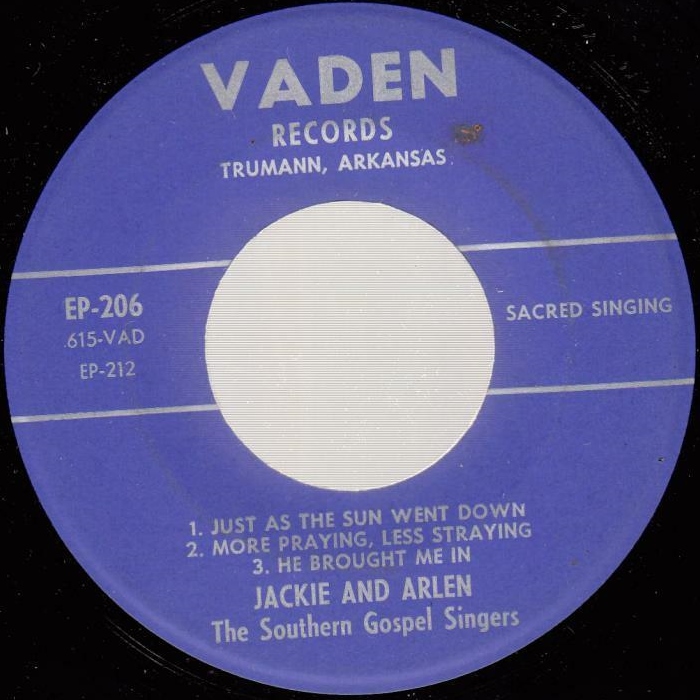 VADEN
RECORDS
TRUMANN, ARKANSAS
EP-206
615-VAD
EP-212
SACRED SINGING
1. JUST AS THE SUN WENT DOWN
2. MORE PRAYING, LESS STRAYING
3. HE BROUGHT ME IN
JACKIE AND ARLEN
The Southern Gospel Singers